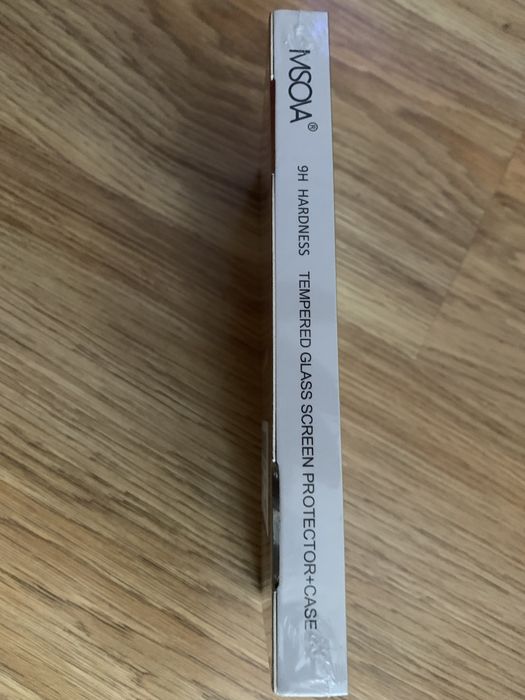 MSOVA®
9H HARDNESS TEMPERED GLASS SCREEN PROTECTOR+CASE